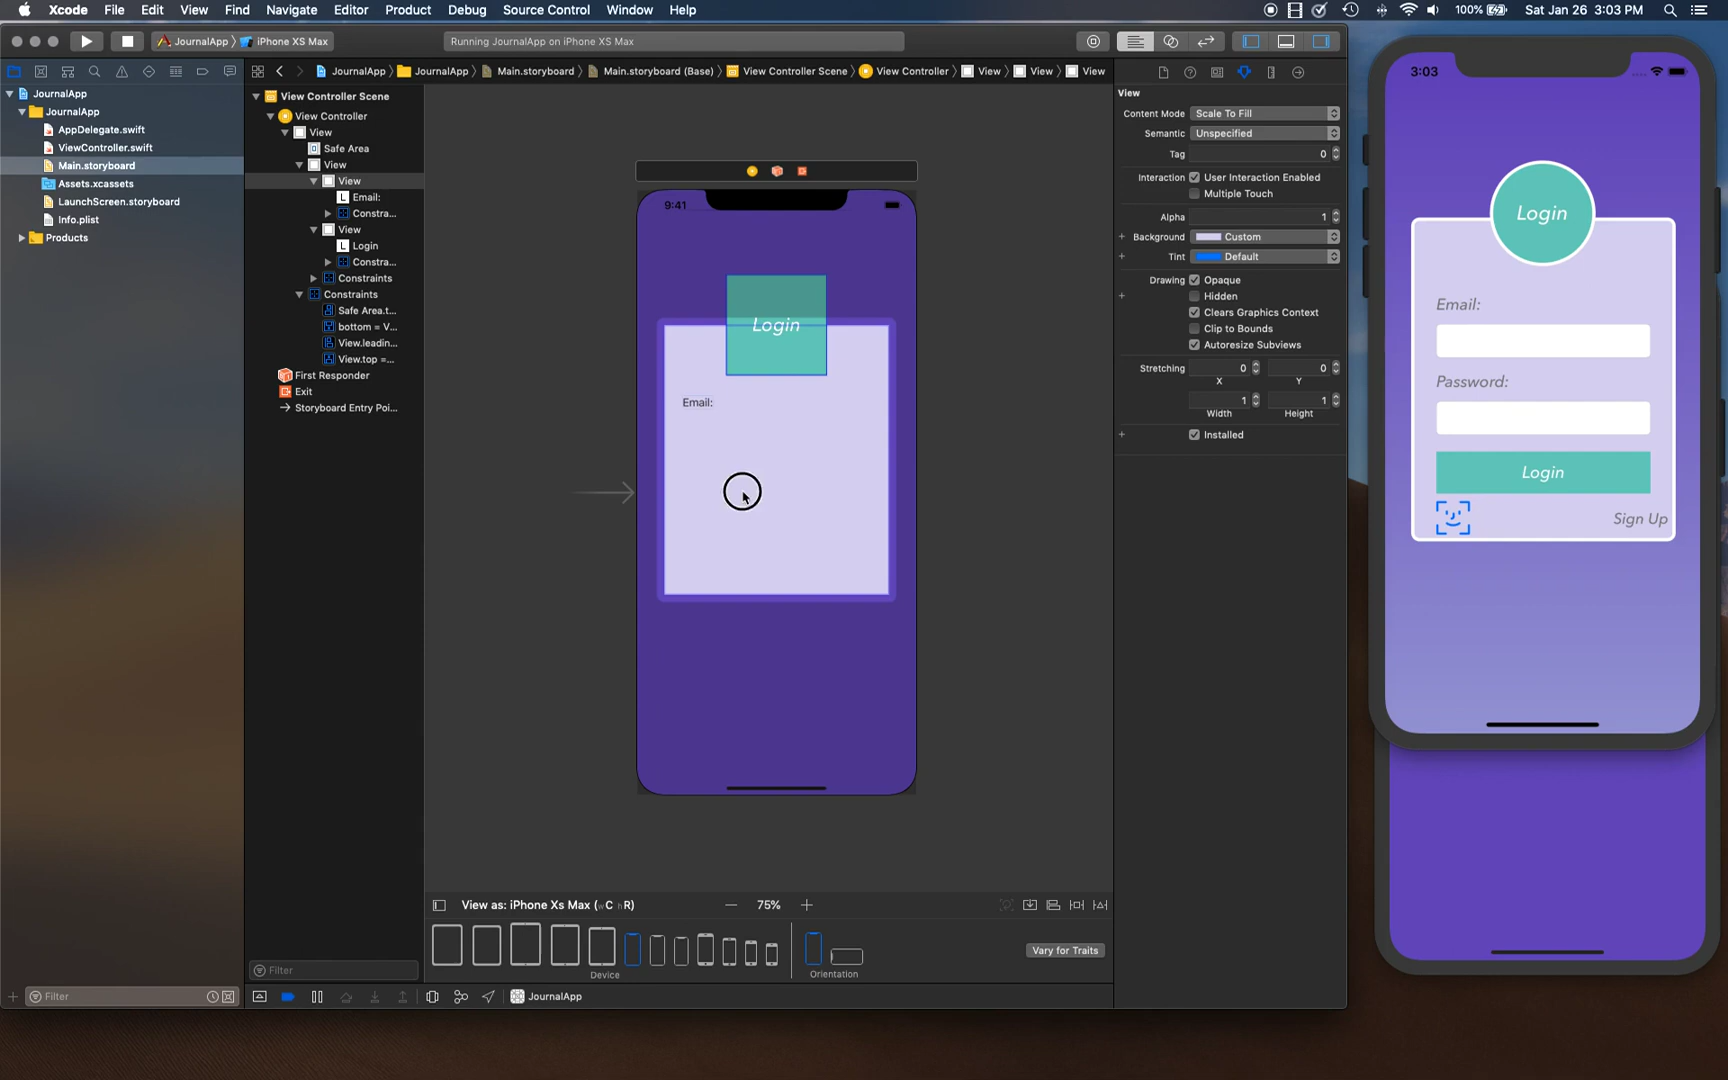 Xcode File Edit View Find Navigate Editor Product Debug Source Control Window Help 100% Sat Jan 26 3:03 PM
JournalApp iPhone XS Max Running JournalApp on iPhone XS Max
JournalApp JournalApp Main.storyboard Main.storyboard (Base) View Controller Scene View Controller View View View
JournalApp
JournalApp
AppDelegate.swift
ViewController.swift
Main.storyboard
Assets.xcassets
LaunchScreen.storyboard
Info.plist
Products
View Controller Scene
View Controller
View
Safe Area
View
View
L Email:
Constra...
View
L Login
Constra...
Constraints
Constraints
Safe Area.t...
bottom = V...
View.leadin...
View.top =...
First Responder
Exit
Storyboard Entry Poi...
9:41
Login
Email:
View
Content Mode Scale To Fill
Semantic Unspecified
Tag 0
Interaction User Interaction Enabled
Multiple Touch
Alpha 1
+ Background Custom
+ Tint Default
Drawing Opaque
+ Hidden
Clears Graphics Context
Clip to Bounds
Autoresize Subviews
Stretching 0 0
X Y
1 1
Width Height
+ Installed
3:03
Login
Email:
Password:
Login
Sign Up
View as: iPhone Xs Max (wC hR) — 75% +
Device
Orientation
Vary for Traits
Filter
+ Filter
JournalApp